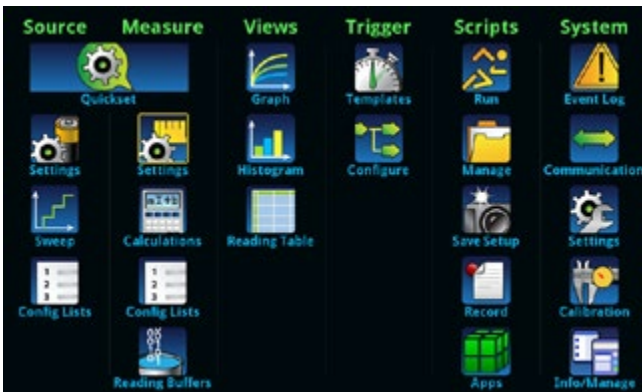 Source Measure Views Trigger Scripts System
Quickset Graph Templates Run Event Log
Settings Settings Histogram Configure Manage Communication
Sweep Calculations Reading Table Save Setup Settings
Config Lists Config Lists Record Calibration
Reading Buffers Apps Info/Manage